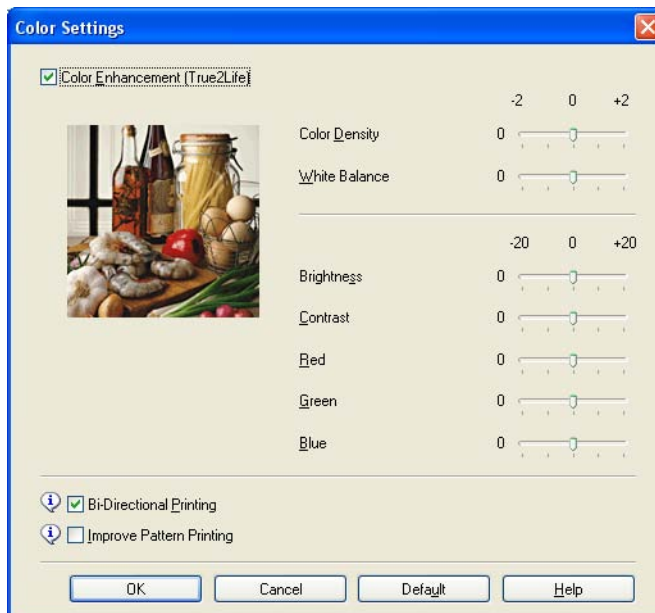 Color Settings
Color Enhancement (True2Life)
-2 0 +2
Color Density 0
White Balance 0
-20 0 +20
Brightness 0
Contrast 0
Red 0
Green 0
Blue 0
Bi-Directional Printing
Improve Pattern Printing
OK Cancel Default Help